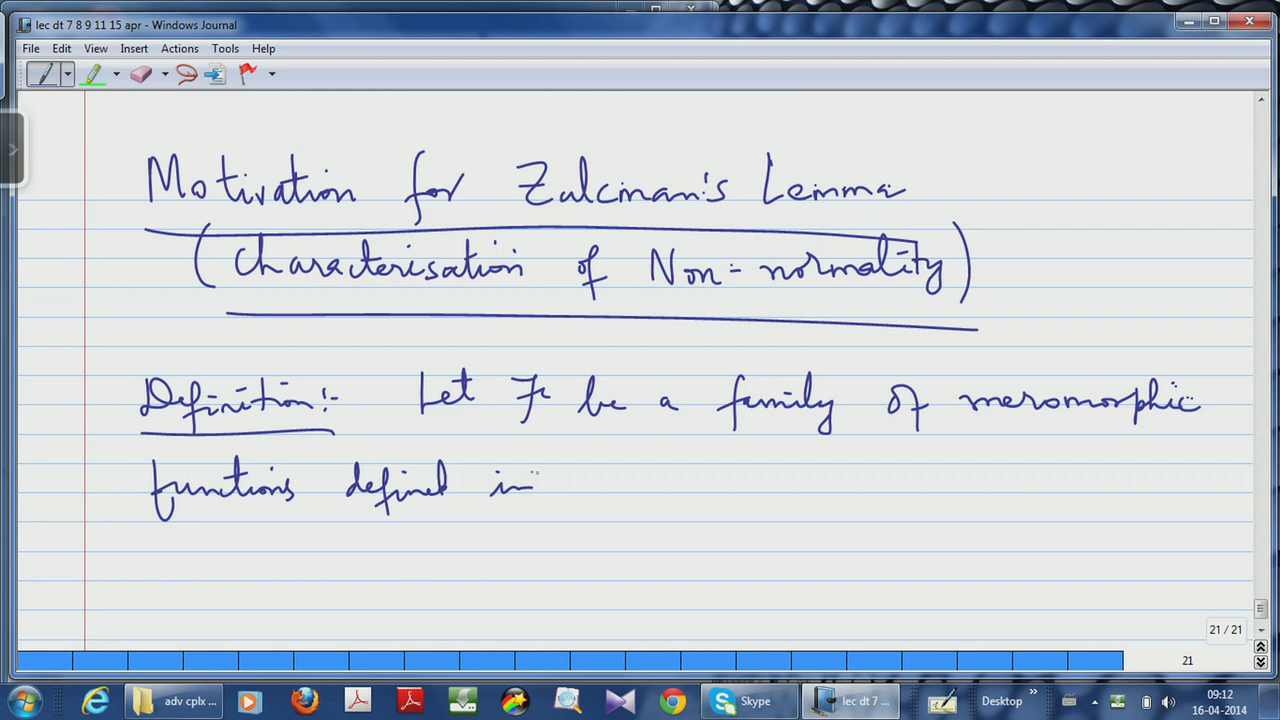 lec dt 7 8 9 11 15 apr - Windows Journal
File Edit View Insert Actions Tools Help
Motivation for Zulcman's Lemma
(Characterisation of Non-normality)
Definition:- Let F be a family of meromorphic
functions defined in
21 / 21
21
adv cplx ... Skype lec dt 7 ... Desktop » 09:12
16-04-2014